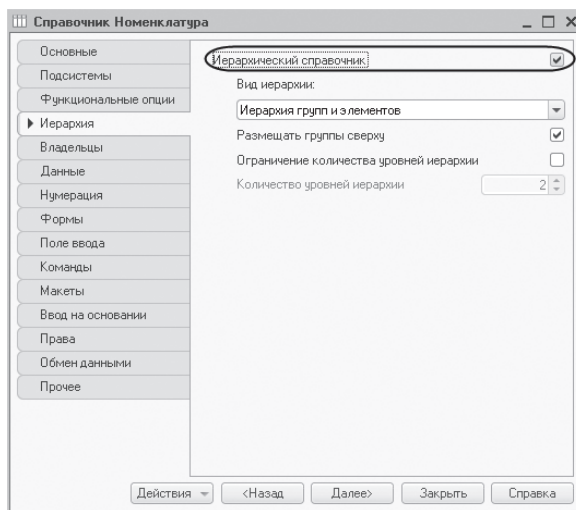 Справочник Номенклатура
Основные
Подсистемы
Функциональные опции
Иерархия
Владельцы
Данные
Нумерация
Формы
Поле ввода
Команды
Макеты
Ввод на основании
Права
Обмен данными
Прочее
Иерархический справочник
Вид иерархии:
Иерархия групп и элементов
Размещать группы сверху
Ограничение количества уровней иерархии
Количество уровней иерархии 2
Действия <Назад Далее> Закрыть Справка